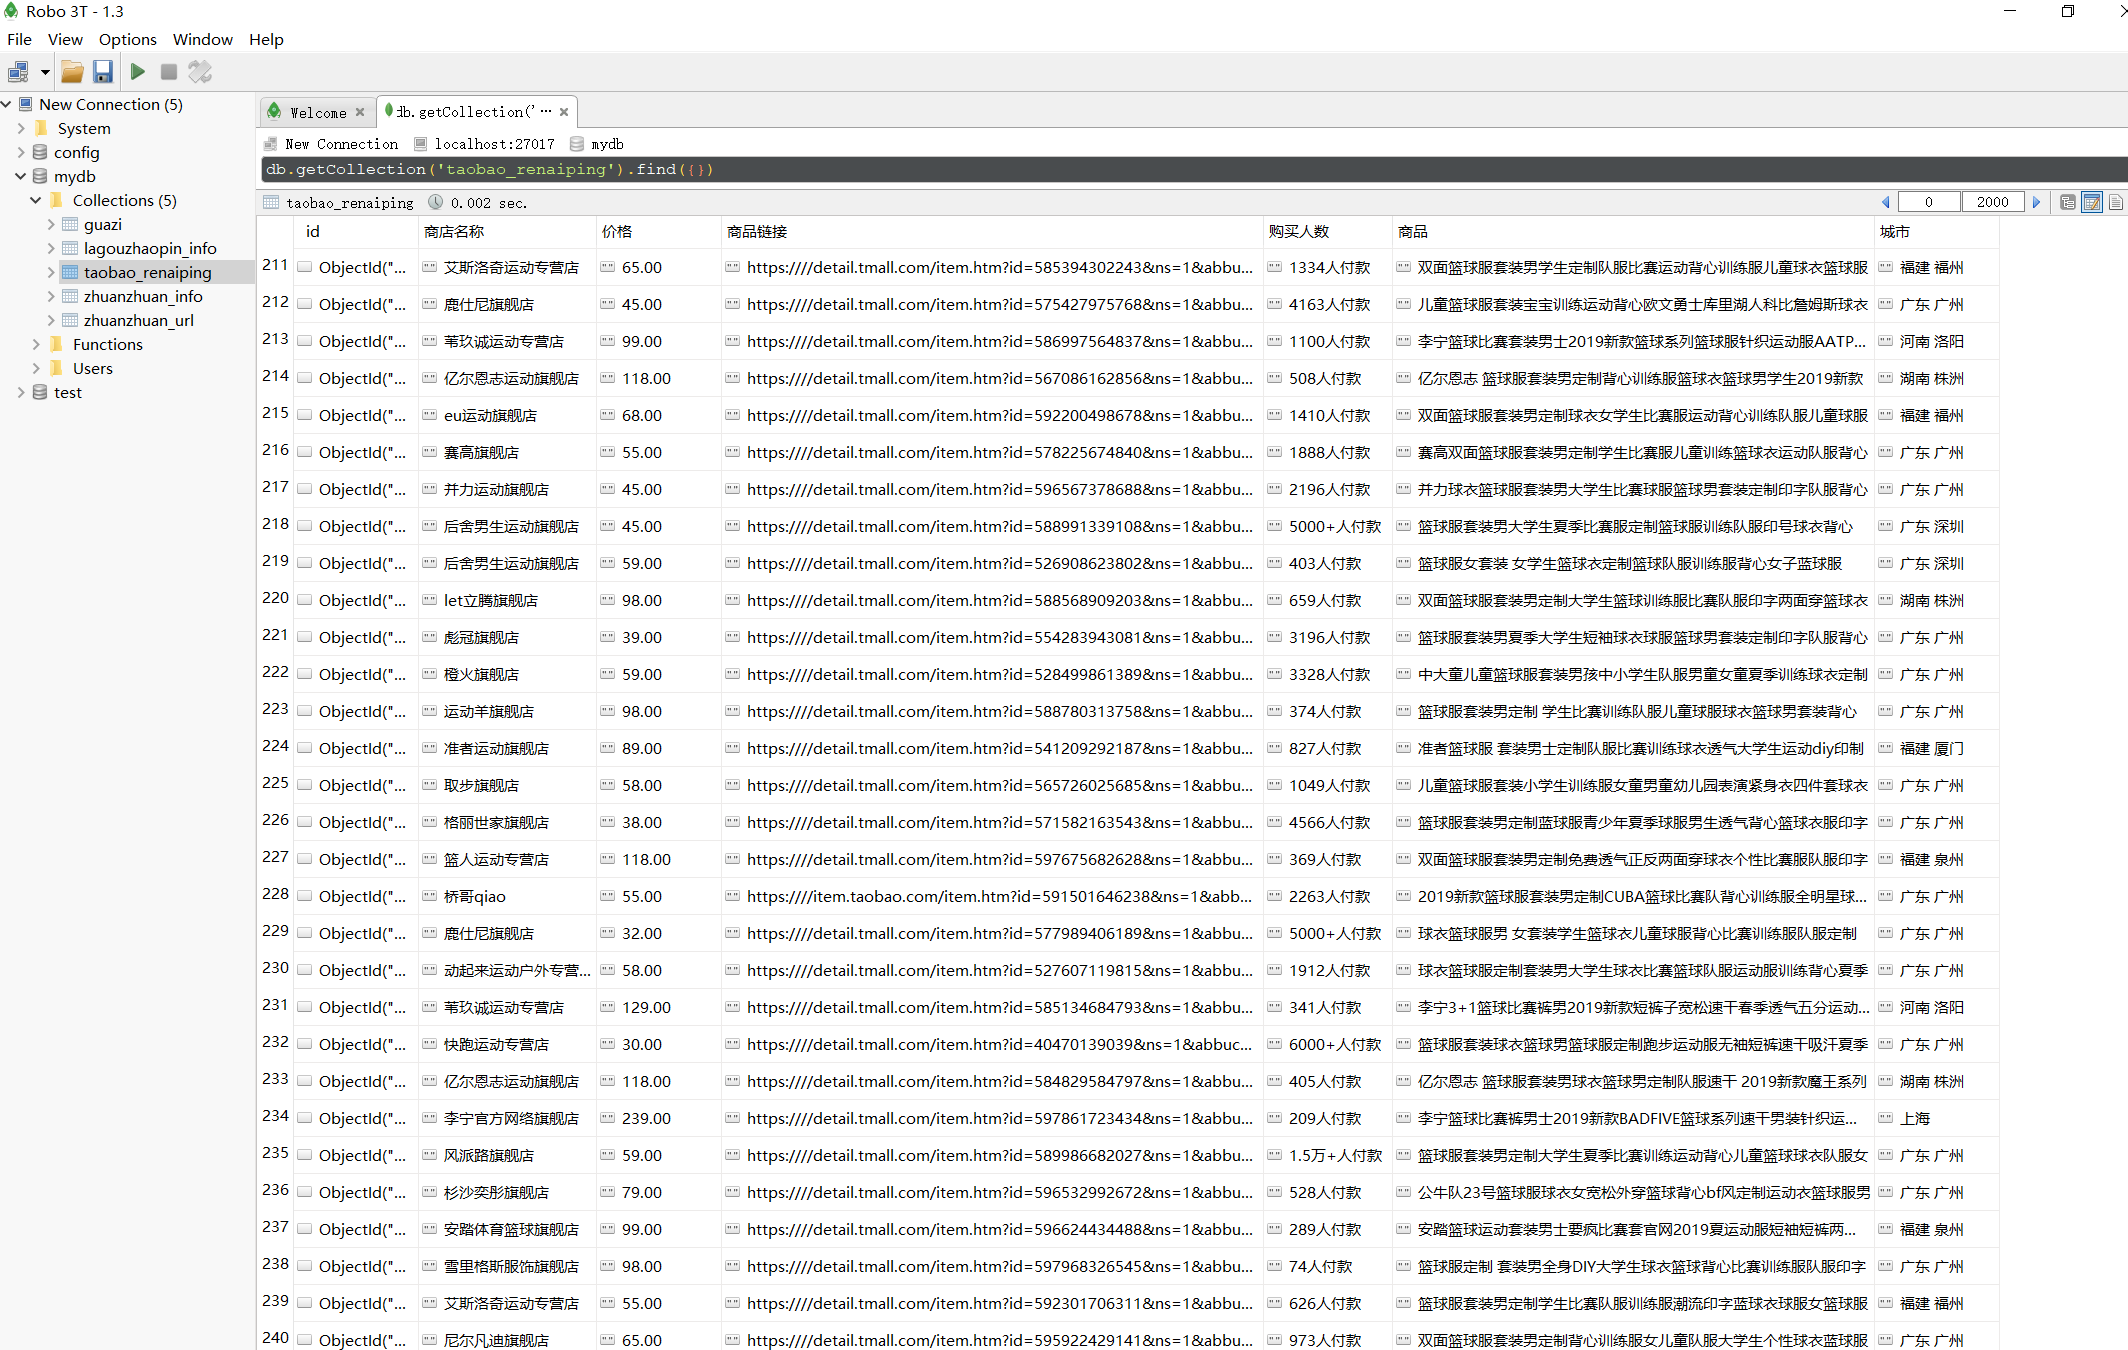 Robo 3T - 1.3
File View Options Window Help
New Connection (5)
System
config
mydb
Collections (5)
guazi
lagouzhaopin_info
taobao_renaiping
zhuanzhuan_info
zhuanzhuan_url
Functions
Users
test
Welcome db.getCollection('...
New Connection localhost:27017 mydb
db.getCollection('taobao_renaiping').find({})
taobao_renaiping 0.002 sec. 0 2000
id 商店名称 价格 商品链接 购买人数 商品 城市
211 ObjectId("... 艾斯洛奇运动专营店 65.00 https:////detail.tmall.com/item.htm?id=585394302243&ns=1&abbu... 1334人付款 双面篮球服套装男学生定制队服比赛运动背心训练服儿童球衣篮球服 福建 福州
212 ObjectId("... 鹿仕尼旗舰店 45.00 https:////detail.tmall.com/item.htm?id=575427975768&ns=1&abbu... 4163人付款 儿童篮球服套装宝宝训练运动背心欧文勇士库里湖人科比詹姆斯球衣 广东 广州
213 ObjectId("... 苇玖诚运动专营店 99.00 https:////detail.tmall.com/item.htm?id=586997564837&ns=1&abbu... 1100人付款 李宁篮球比赛套装男士2019新款篮球系列篮球服针织运动服AATP... 河南 洛阳
214 ObjectId("... 亿尔恩志运动旗舰店 118.00 https:////detail.tmall.com/item.htm?id=567086162856&ns=1&abbu... 508人付款 亿尔恩志 篮球服套装男定制背心训练服篮球衣篮球男学生2019新款 湖南 株洲
215 ObjectId("... eu运动旗舰店 68.00 https:////detail.tmall.com/item.htm?id=592200498678&ns=1&abbu... 1410人付款 双面篮球服套装男定制球衣女学生比赛服运动背心训练队服儿童球服 福建 福州
216 ObjectId("... 赛高旗舰店 55.00 https:////detail.tmall.com/item.htm?id=578225674840&ns=1&abbu... 1888人付款 赛高双面篮球服套装男定制学生比赛服儿童训练篮球衣运动队服背心 广东 广州
217 ObjectId("... 并力运动旗舰店 45.00 https:////detail.tmall.com/item.htm?id=596567378688&ns=1&abbu... 2196人付款 并力球衣篮球服套装男大学生比赛球服篮球男套装定制印字队服背心 广东 广州
218 ObjectId("... 后舍男生运动旗舰店 45.00 https:////detail.tmall.com/item.htm?id=588991339108&ns=1&abbu... 5000+人付款 篮球服套装男大学生夏季比赛服定制篮球服训练队服印号球衣背心 广东 深圳
219 ObjectId("... 后舍男生运动旗舰店 59.00 https:////detail.tmall.com/item.htm?id=526908623802&ns=1&abbu... 403人付款 篮球服女套装 女学生篮球衣定制篮球队服训练服背心女子蓝球服 广东 深圳
220 ObjectId("... let立腾旗舰店 98.00 https:////detail.tmall.com/item.htm?id=588568909203&ns=1&abbu... 659人付款 双面篮球服套装男定制大学生篮球训练服比赛队服印字两面穿篮球衣 湖南 株洲
221 ObjectId("... 彪冠旗舰店 39.00 https:////detail.tmall.com/item.htm?id=554283943081&ns=1&abbu... 3196人付款 篮球服套装男夏季大学生短袖球衣球服篮球男套装定制印字队服背心 广东 广州
222 ObjectId("... 橙火旗舰店 59.00 https:////detail.tmall.com/item.htm?id=528499861389&ns=1&abbu... 3328人付款 中大童儿童篮球服套装男孩中小学生队服男童女童夏季训练球衣定制 广东 广州
223 ObjectId("... 运动羊旗舰店 98.00 https:////detail.tmall.com/item.htm?id=588780313758&ns=1&abbu... 374人付款 篮球服套装男定制 学生比赛训练队服儿童球服球衣篮球男套装背心 广东 广州
224 ObjectId("... 准者运动旗舰店 89.00 https:////detail.tmall.com/item.htm?id=541209292187&ns=1&abbu... 827人付款 准者篮球服 套装男士定制队服比赛训练球衣透气大学生运动diy印制 福建 厦门
225 ObjectId("... 取步旗舰店 58.00 https:////detail.tmall.com/item.htm?id=565726025685&ns=1&abbu... 1049人付款 儿童篮球服套装小学生训练服女童男童幼儿园表演紧身衣四件套球衣 广东 广州
226 ObjectId("... 格丽世家旗舰店 38.00 https:////detail.tmall.com/item.htm?id=571582163543&ns=1&abbu... 4566人付款 篮球服套装男定制蓝球服青少年夏季球服男生透气背心篮球衣服印字 广东 广州
227 ObjectId("... 篮人运动专营店 118.00 https:////detail.tmall.com/item.htm?id=597675682628&ns=1&abbu... 369人付款 双面篮球服套装男定制免费透气正反两面穿球衣个性比赛服队服印字 福建 泉州
228 ObjectId("... 桥哥qiao 55.00 https:////item.taobao.com/item.htm?id=591501646238&ns=1&abb... 2263人付款 2019新款篮球服套装男定制CUBA篮球比赛队背心训练服全明星球... 广东 广州
229 ObjectId("... 鹿仕尼旗舰店 32.00 https:////detail.tmall.com/item.htm?id=577989406189&ns=1&abbu... 5000+人付款 球衣篮球服男 女套装学生篮球衣儿童球服背心比赛训练服队服定制 广东 广州
230 ObjectId("... 动起来运动户外专营... 58.00 https:////detail.tmall.com/item.htm?id=527607119815&ns=1&abbu... 1912人付款 球衣篮球服定制套装男大学生球衣比赛篮球队服运动服训练背心夏季 广东 广州
231 ObjectId("... 苇玖诚运动专营店 129.00 https:////detail.tmall.com/item.htm?id=585134684793&ns=1&abbu... 341人付款 李宁3+1篮球比赛裤男2019新款短裤子宽松速干春季透气五分运动... 河南 洛阳
232 ObjectId("... 快跑运动专营店 30.00 https:////detail.tmall.com/item.htm?id=40470139039&ns=1&abbuc... 6000+人付款 篮球服套装球衣篮球男篮球服定制跑步运动服无袖短裤速干吸汗夏季 广东 广州
233 ObjectId("... 亿尔恩志运动旗舰店 118.00 https:////detail.tmall.com/item.htm?id=584829584797&ns=1&abbu... 405人付款 亿尔恩志 篮球服套装男球衣篮球男定制队服速干 2019新款魔王系列 湖南 株洲
234 ObjectId("... 李宁官方网络旗舰店 239.00 https:////detail.tmall.com/item.htm?id=597861723434&ns=1&abbu... 209人付款 李宁篮球比赛裤男士2019新款BADFIVE篮球系列速干男装针织运... 上海
235 ObjectId("... 风派路旗舰店 59.00 https:////detail.tmall.com/item.htm?id=589986682027&ns=1&abbu... 1.5万+人付款 篮球服套装男定制大学生夏季比赛训练运动背心儿童篮球球衣队服女 广东 广州
236 ObjectId("... 杉沙奕彤旗舰店 79.00 https:////detail.tmall.com/item.htm?id=596532992672&ns=1&abbu... 528人付款 公牛队23号篮球服球衣女宽松外穿篮球背心bf风定制运动衣篮球服男 广东 广州
237 ObjectId("... 安踏体育篮球旗舰店 99.00 https:////detail.tmall.com/item.htm?id=596624434488&ns=1&abbu... 289人付款 安踏篮球运动套装男士要疯比赛套官网2019夏运动服短袖短裤两... 福建 泉州
238 ObjectId("... 雪里格斯服饰旗舰店 98.00 https:////detail.tmall.com/item.htm?id=597968326545&ns=1&abbu... 74人付款 篮球服定制 套装男全身DIY大学生球衣篮球背心比赛训练服队服印字 广东 广州
239 ObjectId("... 艾斯洛奇运动专营店 55.00 https:////detail.tmall.com/item.htm?id=592301706311&ns=1&abbu... 626人付款 篮球服套装男定制学生比赛队服训练服潮流印字蓝球衣球服女篮球服 福建 福州
240 ObjectId("... 尼尔凡迪旗舰店 65.00 https:////detail.tmall.com/item.htm?id=595922429141&ns=1&abbu... 973人付款 双面篮球服套装男定制背心训练服女儿童队服大学生个性球衣蓝球服 广东 广州